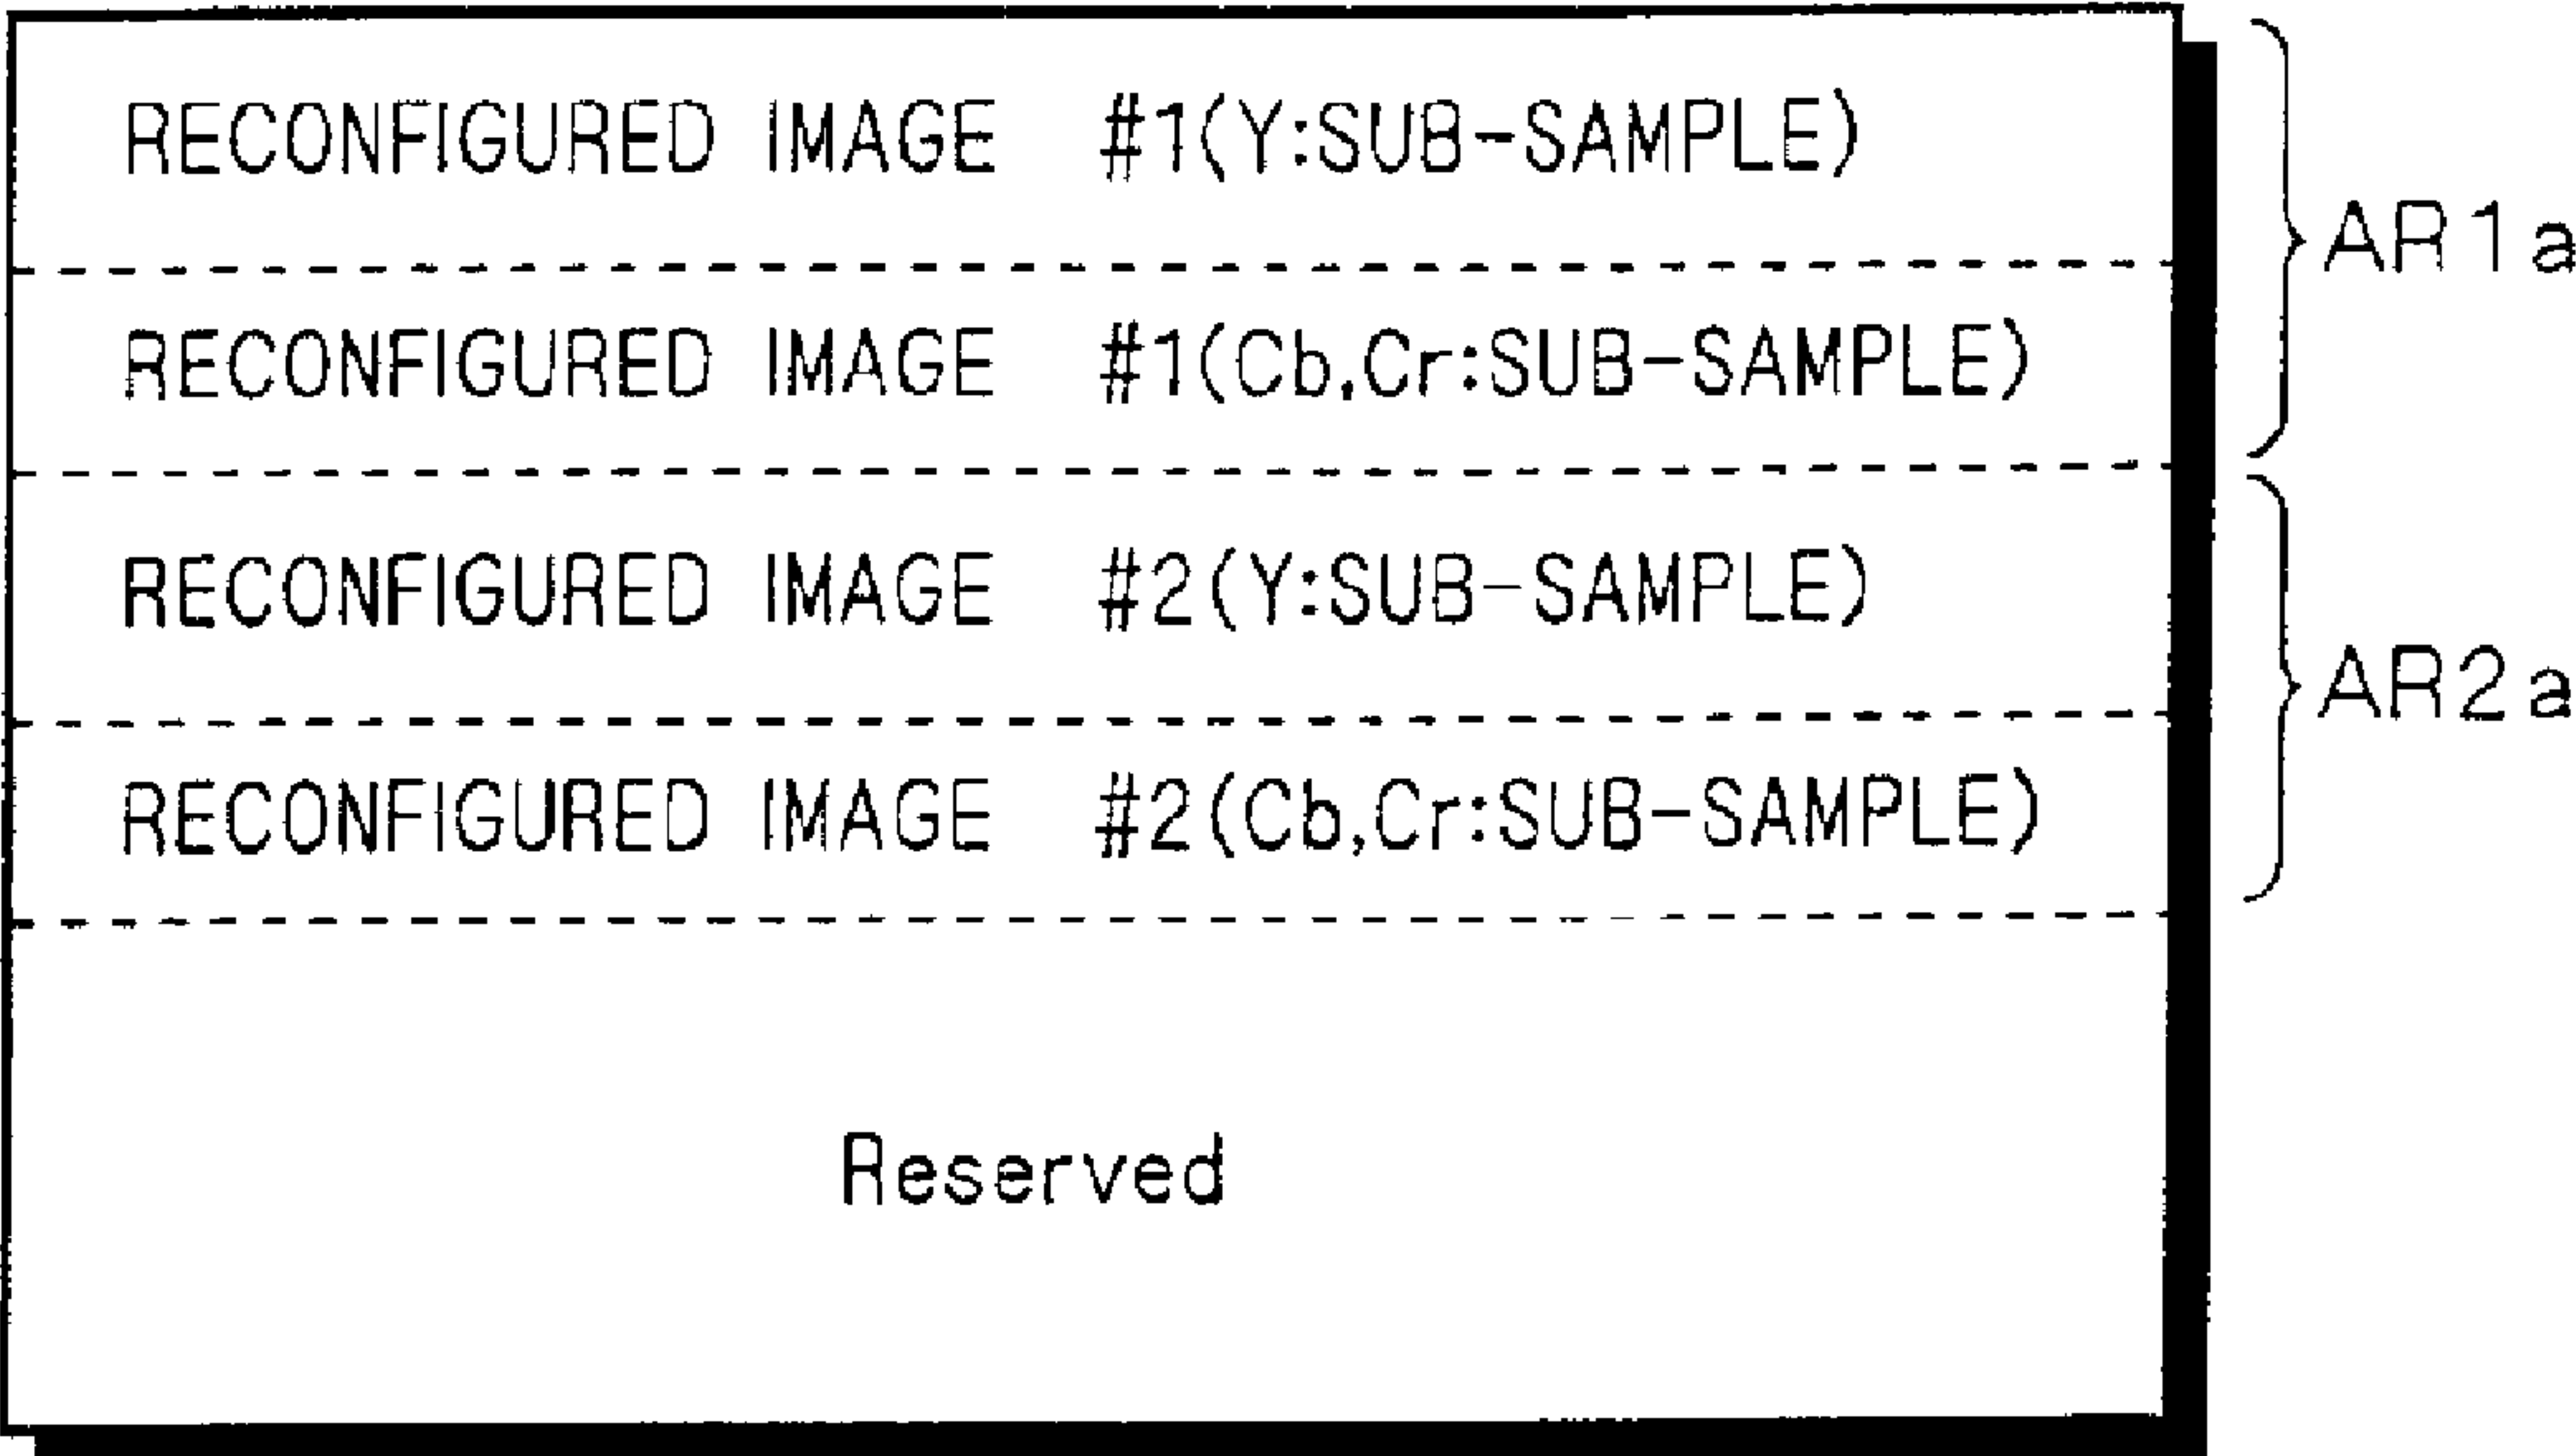 RECONFIGURED IMAGE #1(Y:SUB-SAMPLE)
AR1a
RECONFIGURED IMAGE #1(Cb,Cr:SUB-SAMPLE)
RECONFIGURED IMAGE #2(Y:SUB-SAMPLE)
AR2a
RECONFIGURED IMAGE #2(Cb,Cr:SUB-SAMPLE)
Reserved